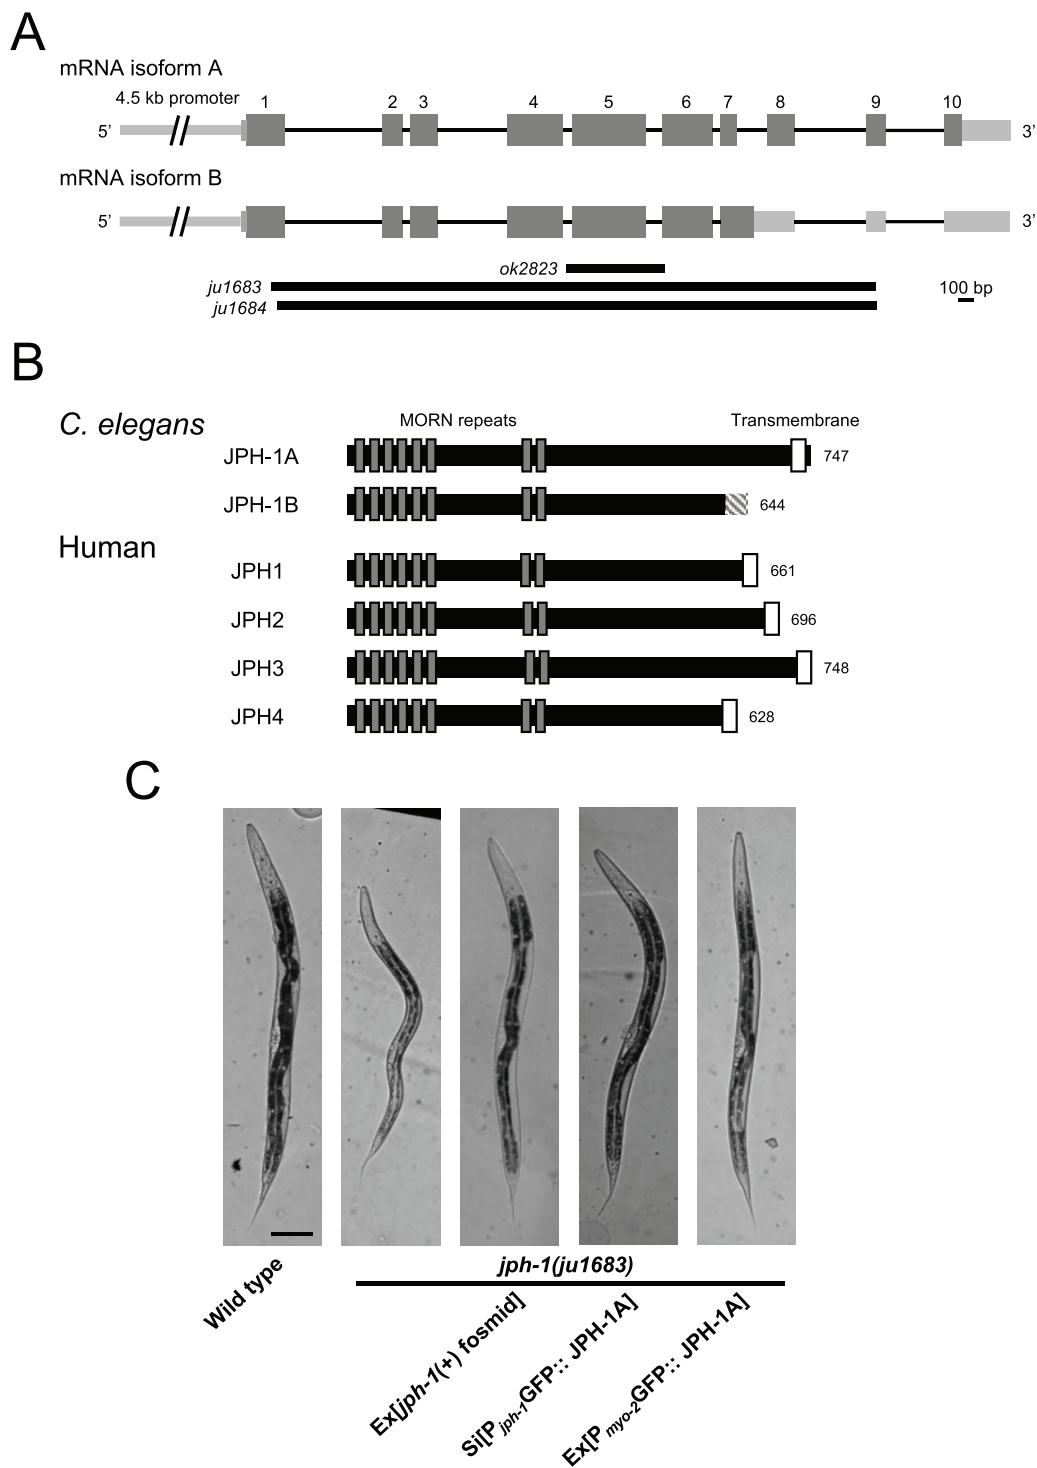 A
mRNA isoform A
4.5 kb promoter 1 2 3 4 5 6 7 8 9 10
5’ 3’
mRNA isoform B
5’ 3’
ok2823
ju1683 100 bp
ju1684
B
C. elegans MORN repeats Transmembrane
JPH-1A 747
JPH-1B 644
Human
JPH1 661
JPH2 696
JPH3 748
JPH4 628
C
jph-1(ju1683)
Wild type
Ex[jph-1(+) fosmid]
Si[Pjph-1GFP:: JPH-1A]
Ex[Pmyo-2GFP:: JPH-1A]